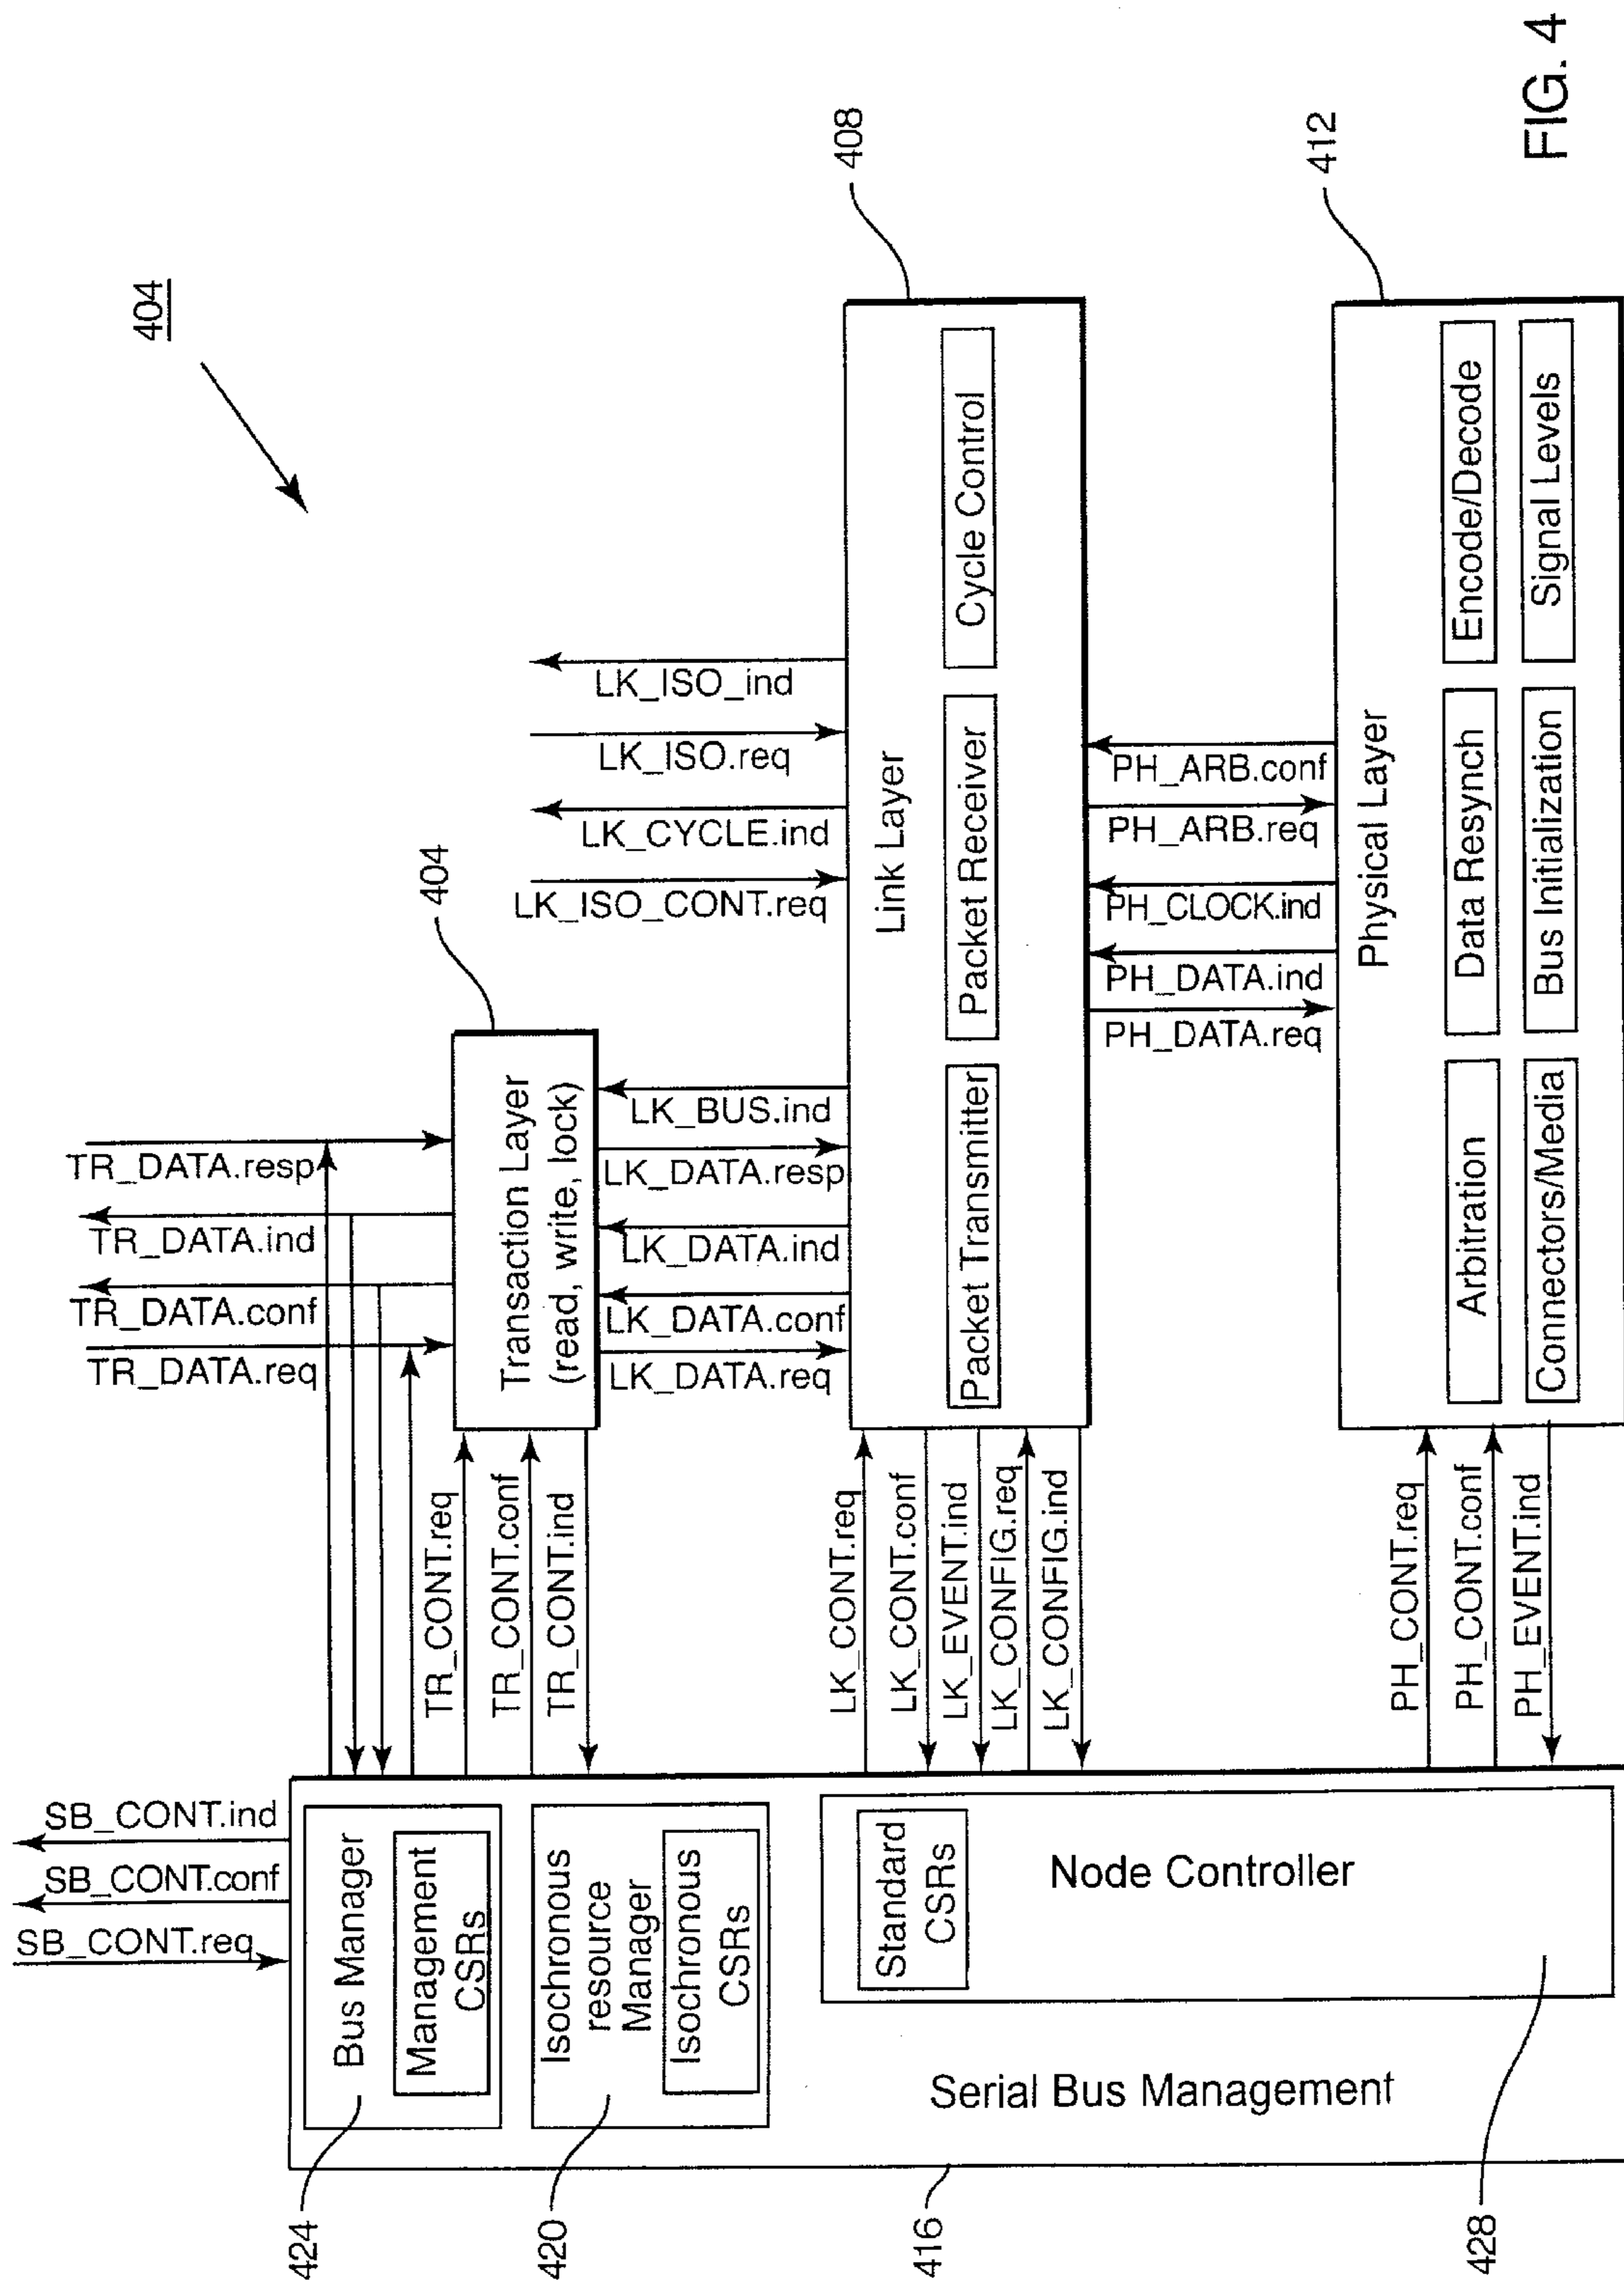 FIG. 4
404
SB_CONT.ind
SB_CONT.conf
SB_CONT.req
TR_DATA.resp
TR_DATA.ind
TR_DATA.conf
TR_DATA.req
424
Bus Manager
Management
CSRs
420
Isochronous
resource
Manager
Isochronous
CSRs
416
Serial Bus Management
Standard
CSRs
Node Controller
428
TR_CONT.req
TR_CONT.conf
TR_CONT.ind
404
Transaction Layer
(read, write, lock)
LK_BUS.ind
LK_DATA.resp
LK_DATA.ind
LK_DATA.conf
LK_DATA.req
LK_ISO_ind
LK_ISO.req
LK_CYCLE.ind
LK_ISO_CONT.req
LK_CONT.req
LK_CONT.conf
LK_EVENT.ind
LK_CONFIG.req
LK_CONFIG.ind
408
Link Layer
Packet Transmitter
Packet Receiver
Cycle Control
PH_ARB.conf
PH_ARB.req
PH_CLOCK.ind
PH_DATA.ind
PH_DATA.req
PH_CONT.req
PH_CONT.conf
PH_EVENT.ind
412
Physical Layer
Arbitration
Data Resynch
Encode/Decode
Connectors/Media
Bus Initialization
Signal Levels